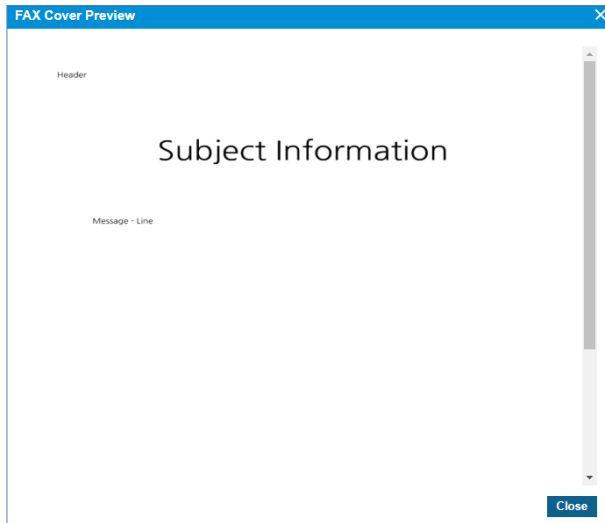 FAX Cover Preview
Header
Subject Information
Message - Line
Close